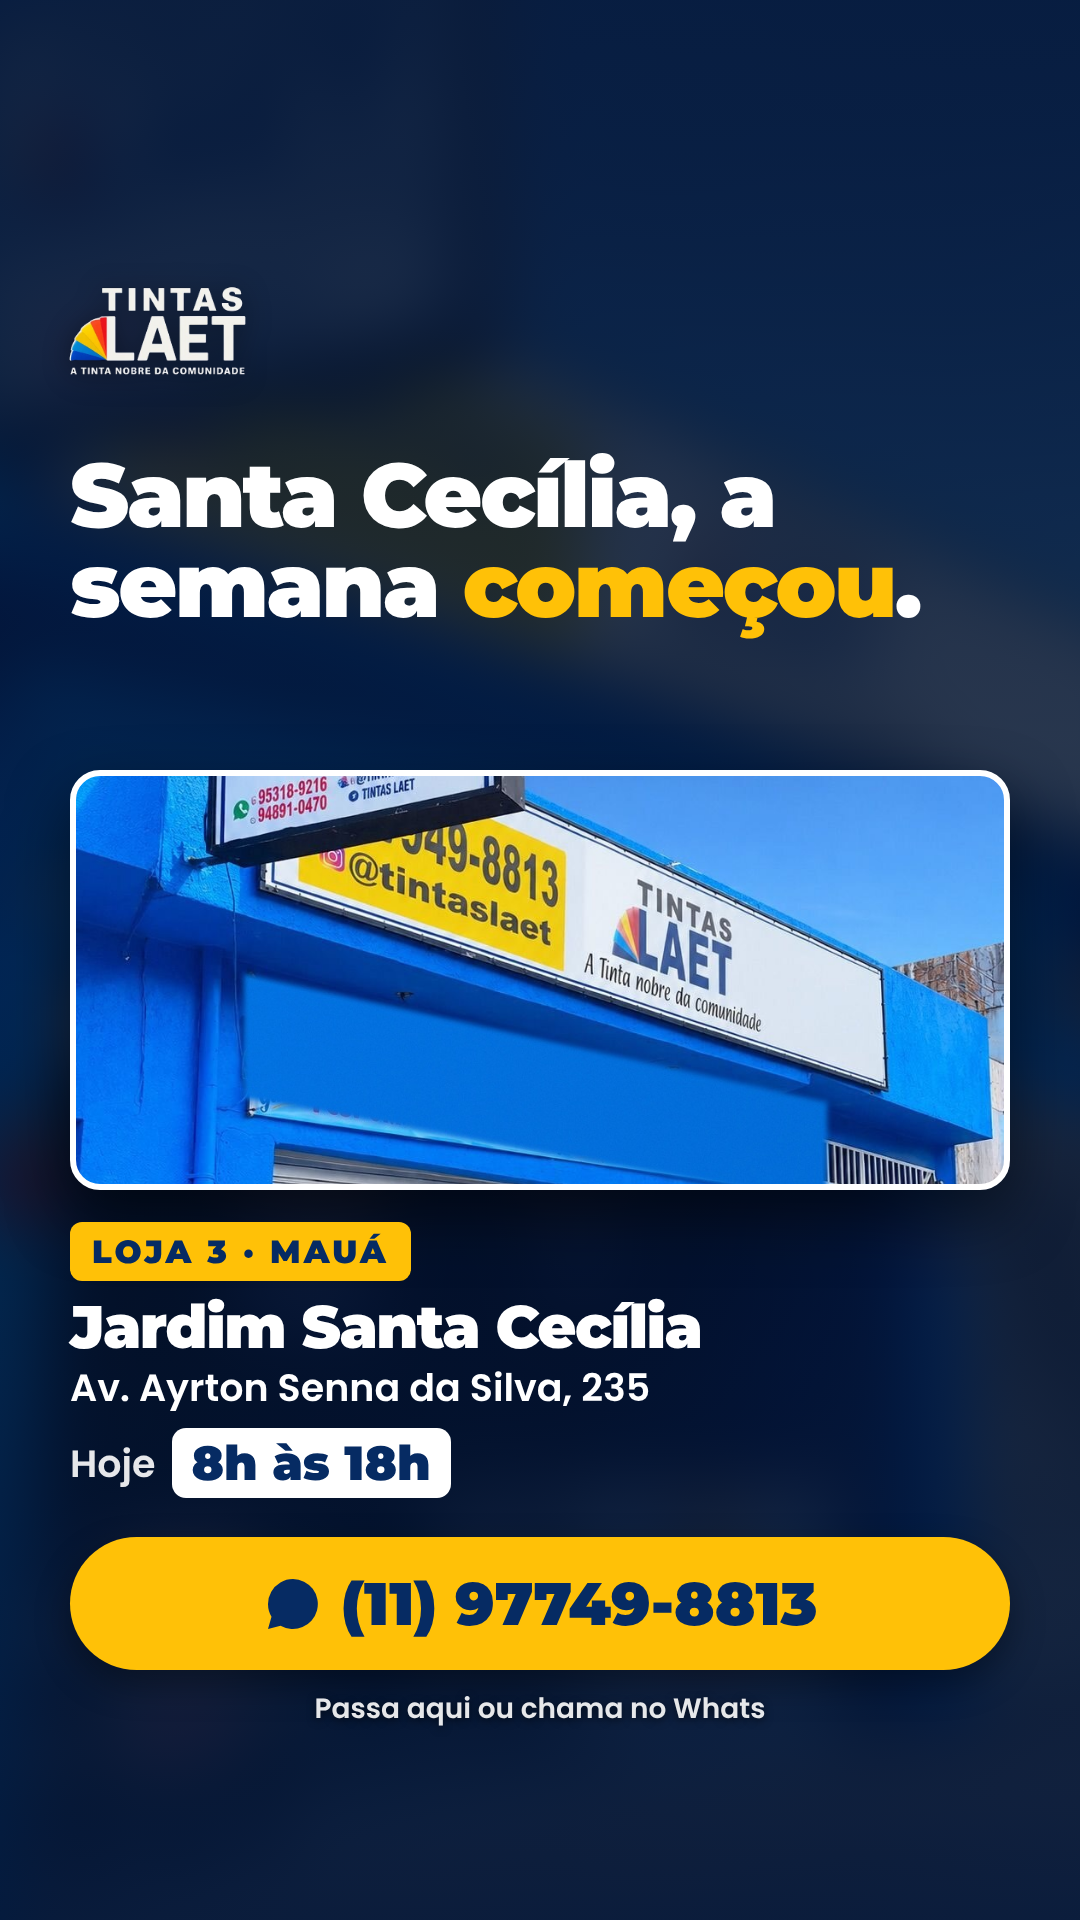 TINTAS
LAET
A TINTA NOBRE DA COMUNIDADE
Santa Cecília, a
semana começou.
95318-9216
94891-0470
TINTAS LAET
949-8813
@tintaslaet
TINTAS
LAET
A Tinta nobre da comunidade
LOJA 3 • MAUÁ
Jardim Santa Cecília
Av. Ayrton Senna da Silva, 235
Hoje 8h às 18h
(11) 97749-8813
Passa aqui ou chama no Whats